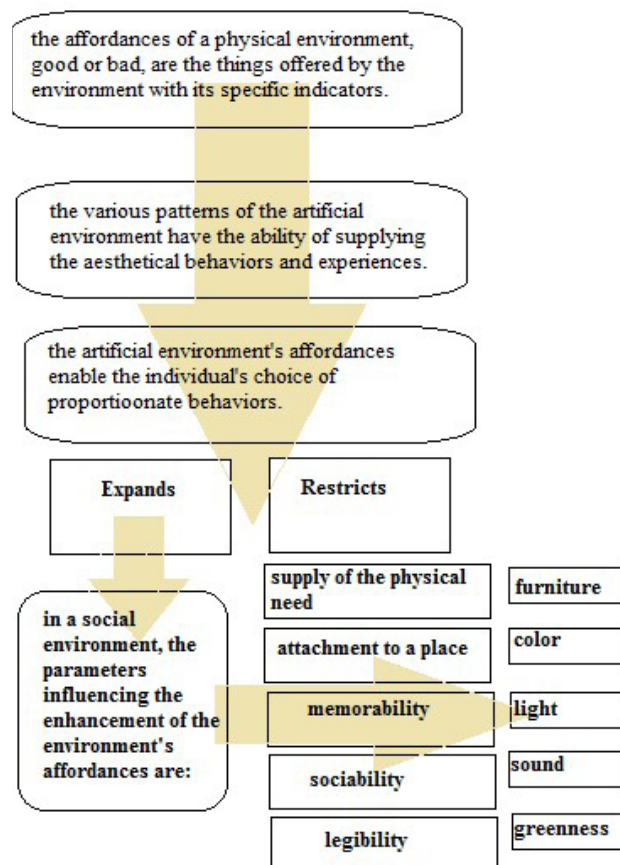 the affordances of a physical environment,
good or bad, are the things offered by the
environment with its specific indicators.
the various patterns of the artificial
environment have the ability of supplying
the aesthetical behaviors and experiences.
the artificial environment's affordances
enable the individual's choice of
proportioonate behaviors.
Expands
Restricts
in a social
environment, the
parameters
influencing the
enhancement of the
environment's
affordances are:
supply of the physical
need
attachment to a place
memorability
sociability
legibility
furniture
color
light
sound
greenness